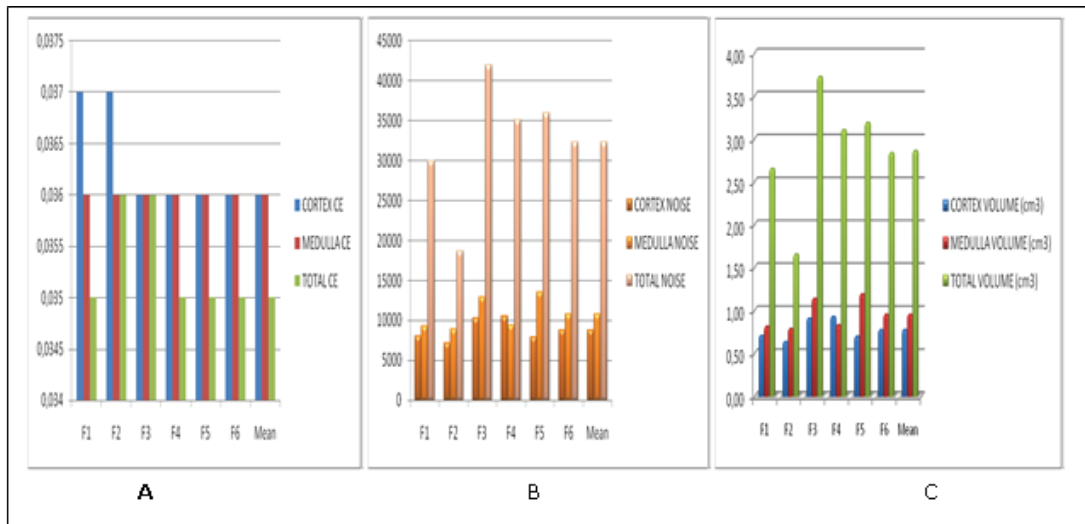 0,0375
0,037
0,0365
0,036
0,0355
0,035
0,0345
0,034
F1 F2 F3 F4 F5 F6 Mean
CORTEX CE
MEDULLA CE
TOTAL CE
A
45000
40000
35000
30000
25000
20000
15000
10000
5000
0
F1 F2 F3 F4 F5 F6 Mean
CORTEX NOISE
MEDULLA NOISE
TOTAL NOISE
B
4,00
3,50
3,00
2,50
2,00
1,50
1,00
0,50
0,00
F1 F2 F3 F4 F5 F6 Mean
CORTEX VOLUME (cm3)
MEDULLA VOLUME (cm3)
TOTAL VOLUME (cm3)
C